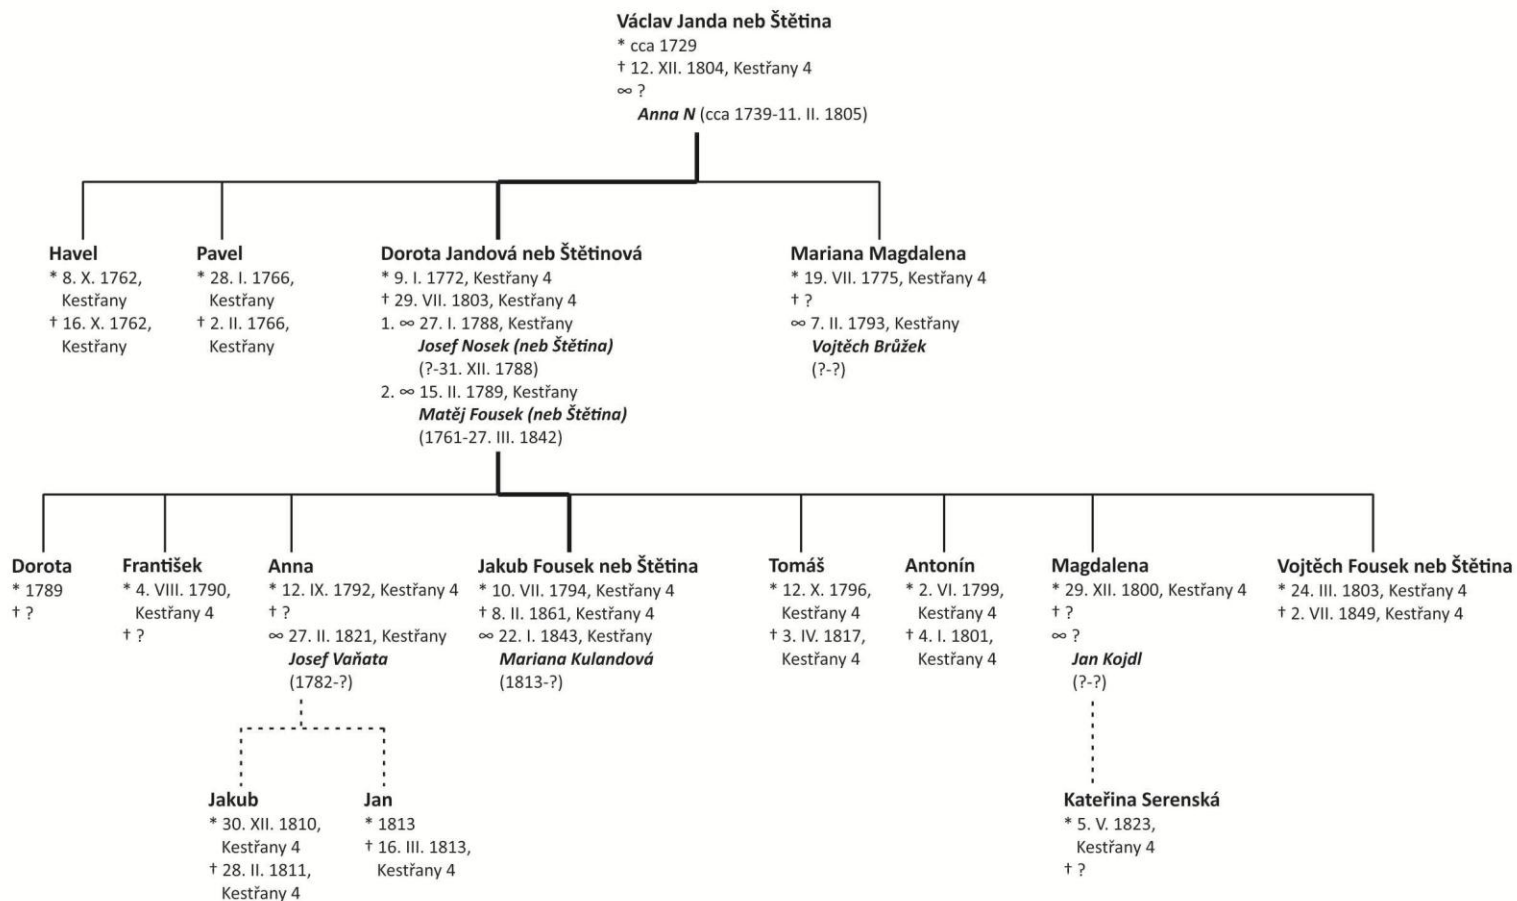 Václav Janda neb Štětina
* cca 1729
† 12. XII. 1804, Kestřany 4
∞ ?
Anna N (cca 1739-11. II. 1805)
Havel
* 8. X. 1762,
Kestřany
† 16. X. 1762,
Kestřany
Pavel
* 28. I. 1766,
Kestřany
† 2. II. 1766,
Kestřany
Dorota Jandová neb Štětinová
* 9. I. 1772, Kestřany 4
† 29. VII. 1803, Kestřany 4
1. ∞ 27. I. 1788, Kestřany
Josef Nosek (neb Štětina)
(?-31. XII. 1788)
2. ∞ 15. II. 1789, Kestřany
Matěj Fousek (neb Štětina)
(1761-27. III. 1842)
Mariana Magdalena
* 19. VII. 1775, Kestřany 4
† ?
∞ 7. II. 1793, Kestřany
Vojtěch Brůžek
(?-?)
Dorota
* 1789
† ?
František
* 4. VIII. 1790,
Kestřany 4
† ?
Anna
* 12. IX. 1792, Kestřany 4
† ?
∞ 27. II. 1821, Kestřany
Josef Vaňata
(1782-?)
Jakub Fousek neb Štětina
* 10. VII. 1794, Kestřany 4
† 8. II. 1861, Kestřany 4
∞ 22. I. 1843, Kestřany
Mariana Kulandová
(1813-?)
Tomáš
* 12. X. 1796,
Kestřany 4
† 3. IV. 1817,
Kestřany 4
Antonín
* 2. VI. 1799,
Kestřany 4
† 4. I. 1801,
Kestřany 4
Magdalena
* 29. XII. 1800, Kestřany 4
† ?
∞ ?
Jan Kojdl
(?-?)
Vojtěch Fousek neb Štětina
* 24. III. 1803, Kestřany 4
† 2. VII. 1849, Kestřany 4
Jakub
* 30. XII. 1810,
Kestřany 4
† 28. II. 1811,
Kestřany 4
Jan
* 1813
† 16. III. 1813,
Kestřany 4
Kateřina Serenská
* 5. V. 1823,
Kestřany 4
† ?